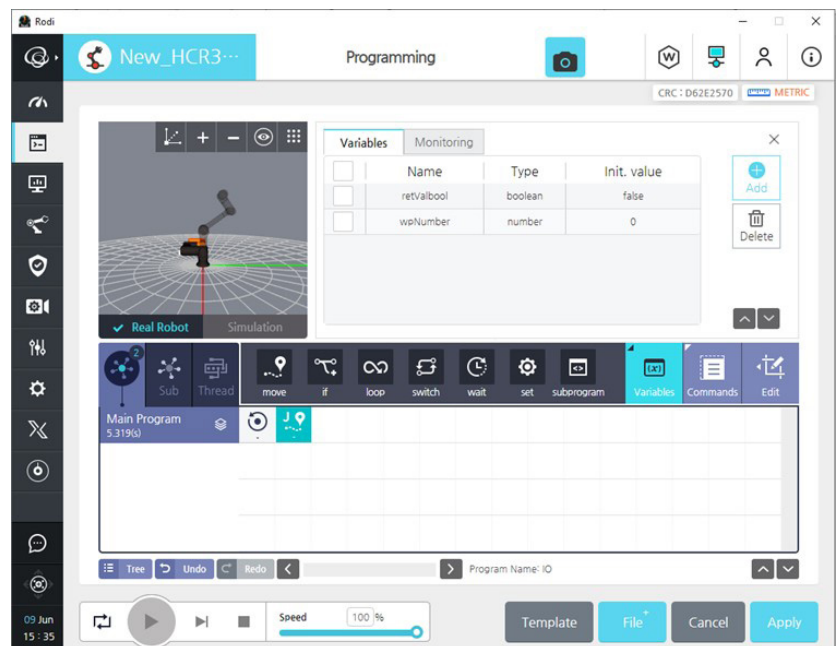 Rodi
New_HCR3···
Programming
CRC : D62E2570
METRIC
Real Robot
Simulation
Variables
Monitoring
Name
Type
Init. value
retValbool
boolean
false
wpNumber
number
0
Add
Delete
2
Sub
Thread
move
if
loop
switch
wait
set
subprogram
Variables
Commands
Edit
Main Program
5.319(s)
J
Tree
Undo
Redo
Program Name: IO
09 Jun
15 : 35
Speed
100 %
Template
File+
Cancel
Apply